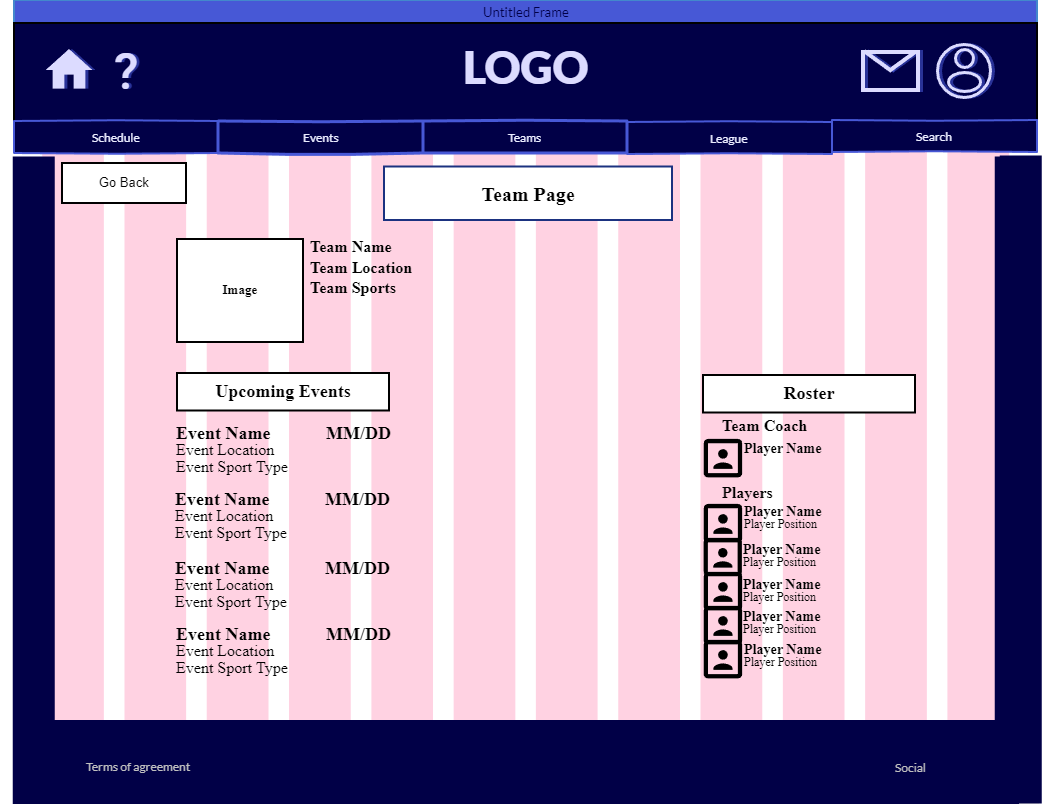 Untitled Frame
?
LOGO
Schedule
Events
Teams
League
Search
Go Back
Team Page
Image
Team Name
Team Location
Team Sports
Upcoming Events
Event Name MM/DD
Event Location
Event Sport Type
Event Name MM/DD
Event Location
Event Sport Type
Event Name MM/DD
Event Location
Event Sport Type
Event Name MM/DD
Event Location
Event Sport Type
Roster
Team Coach
Player Name
Players
Player Name
Player Position
Player Name
Player Position
Player Name
Player Position
Player Name
Player Position
Player Name
Player Position
Terms of agreement
Social